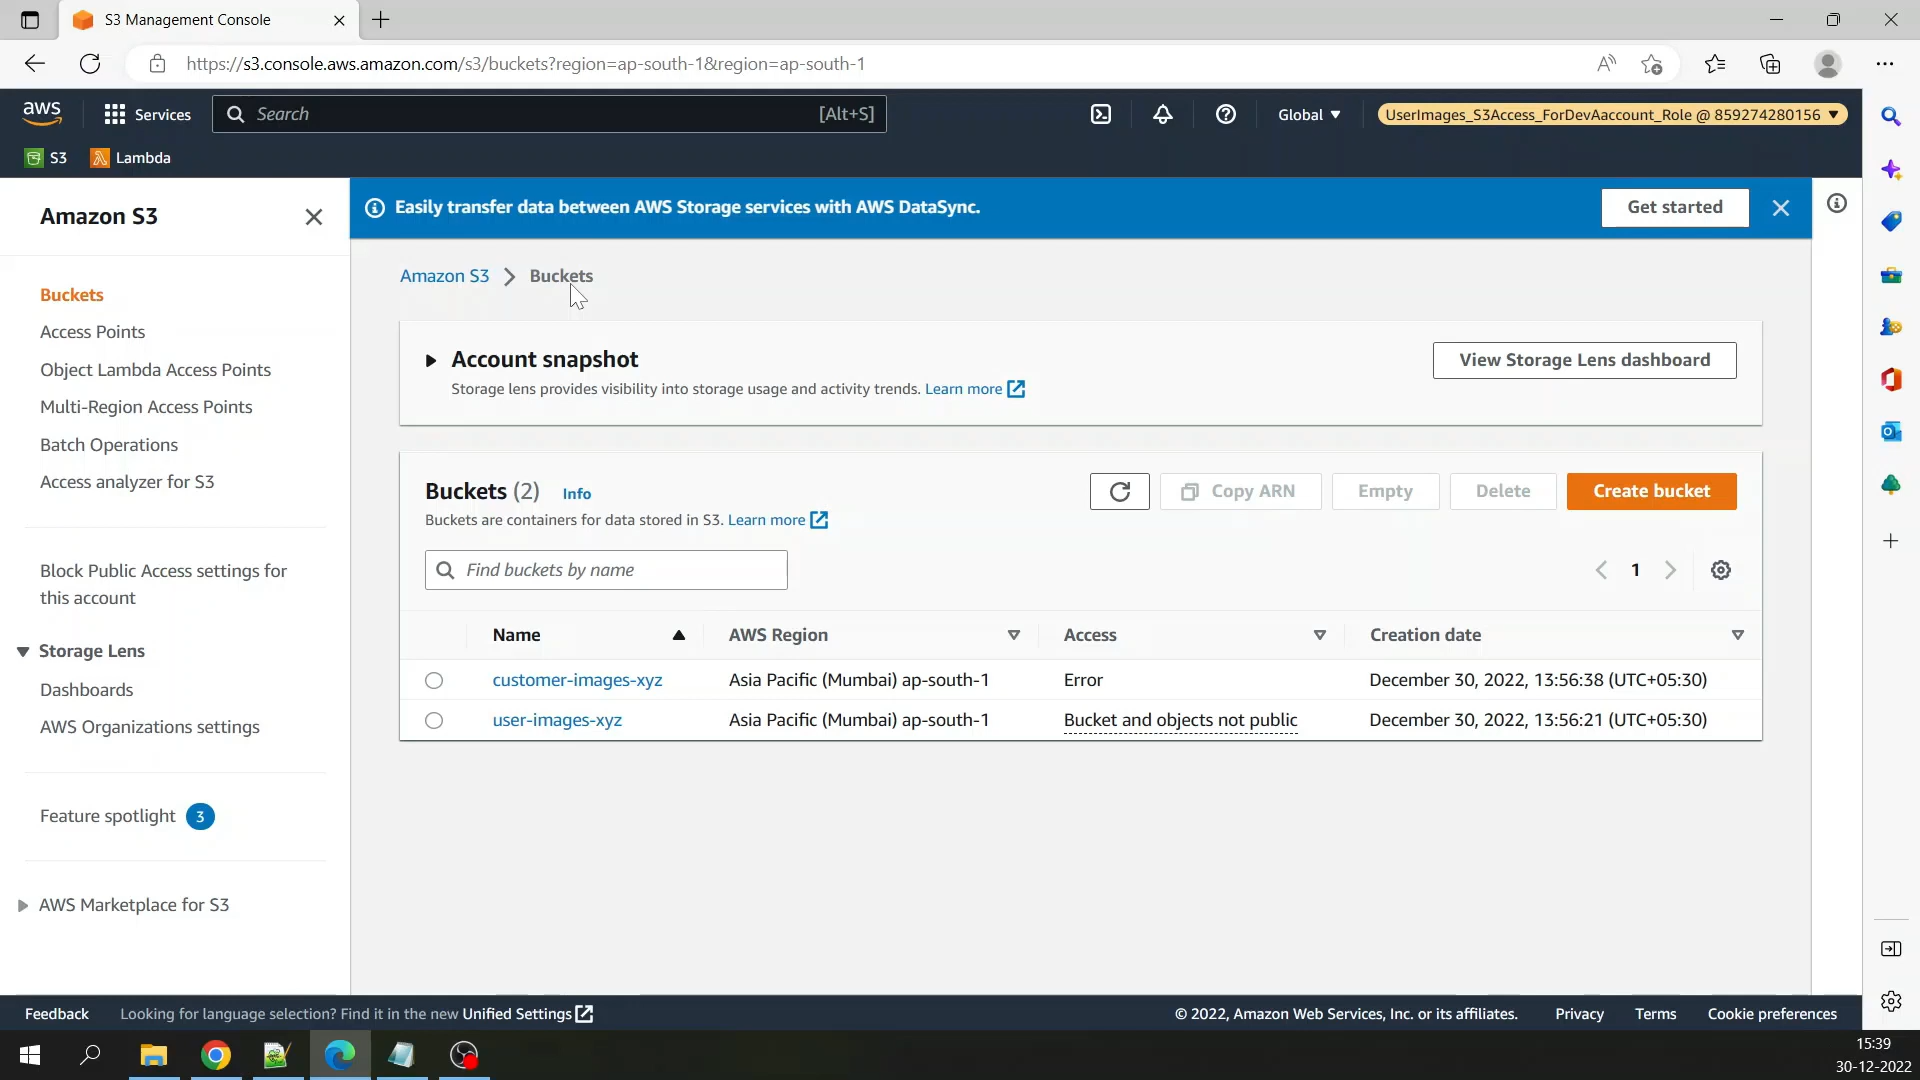 S3 Management Console
https://s3.console.aws.amazon.com/s3/buckets?region=ap-south-1&region=ap-south-1
aws
Services
Search
[Alt+S]
Global
UserImages_S3Access_ForDevAaccount_Role @ 859274280156
S3
Lambda
Amazon S3
Easily transfer data between AWS Storage services with AWS DataSync.
Get started
Buckets
Access Points
Object Lambda Access Points
Multi-Region Access Points
Batch Operations
Access analyzer for S3
Block Public Access settings for
this account
Storage Lens
Dashboards
AWS Organizations settings
Feature spotlight 3
AWS Marketplace for S3
Amazon S3 > Buckets
Account snapshot
Storage lens provides visibility into storage usage and activity trends. Learn more
View Storage Lens dashboard
Buckets (2) Info
Buckets are containers for data stored in S3. Learn more
Copy ARN
Empty
Delete
Create bucket
Find buckets by name
1
Name AWS Region Access Creation date
customer-images-xyz Asia Pacific (Mumbai) ap-south-1 Error December 30, 2022, 13:56:38 (UTC+05:30)
user-images-xyz Asia Pacific (Mumbai) ap-south-1 Bucket and objects not public December 30, 2022, 13:56:21 (UTC+05:30)
Feedback Looking for language selection? Find it in the new Unified Settings © 2022, Amazon Web Services, Inc. or its affiliates. Privacy Terms Cookie preferences
15:39
30-12-2022